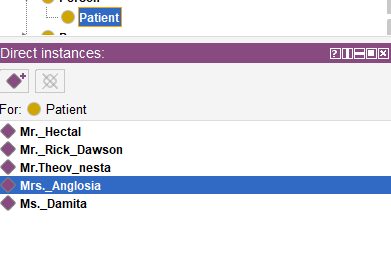 Patient
Direct instances:
For: Patient
Mr._Hectal
Mr._Rick_Dawson
Mr.Theov_nesta
Mrs._Anglosia
Ms._Damita